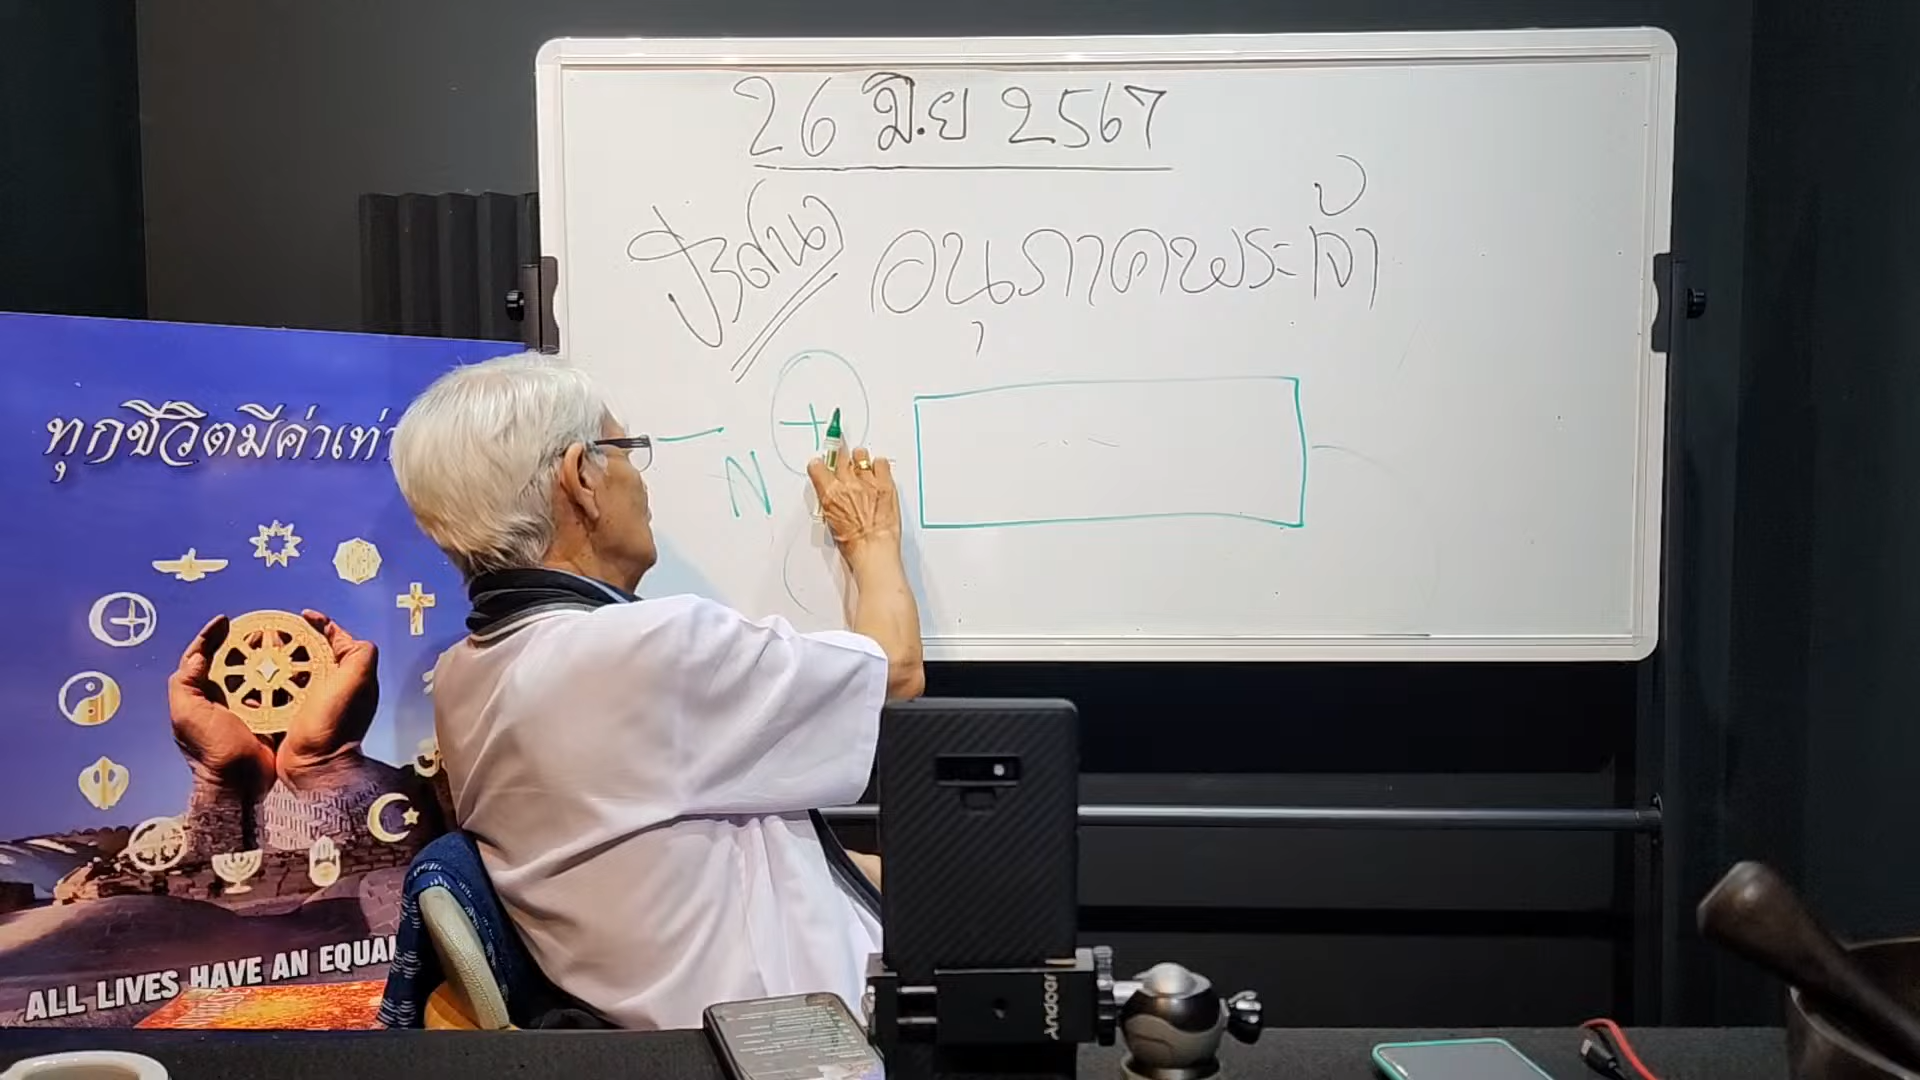 26 มิ.ย 2567
อนุภาคพระเจ้า
+
N
ทุกชีวิตมีค่าเท่า
ALL LIVES HAVE AN EQUA
Andoer